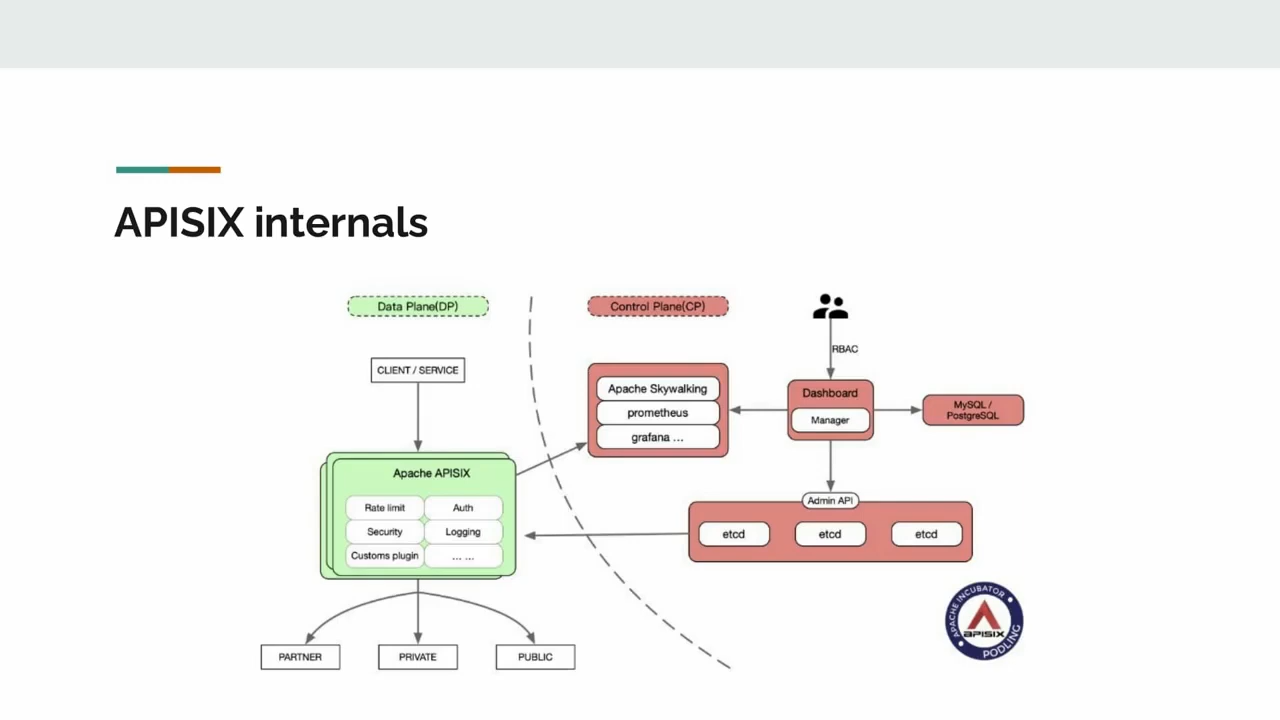 APISIX internals
Data Plane(DP)
Control Plane(CP)
RBAC
CLIENT / SERVICE
Apache Skywalking
prometheus
grafana ...
Dashboard
Manager
MySQL /
PostgreSQL
Apache APISIX
Rate limit
Auth
Security
Logging
Customs plugin
... ...
Admin API
etcd
etcd
etcd
PARTNER
PRIVATE
PUBLIC
APACHE INCUBATOR
APISIX
PODLING